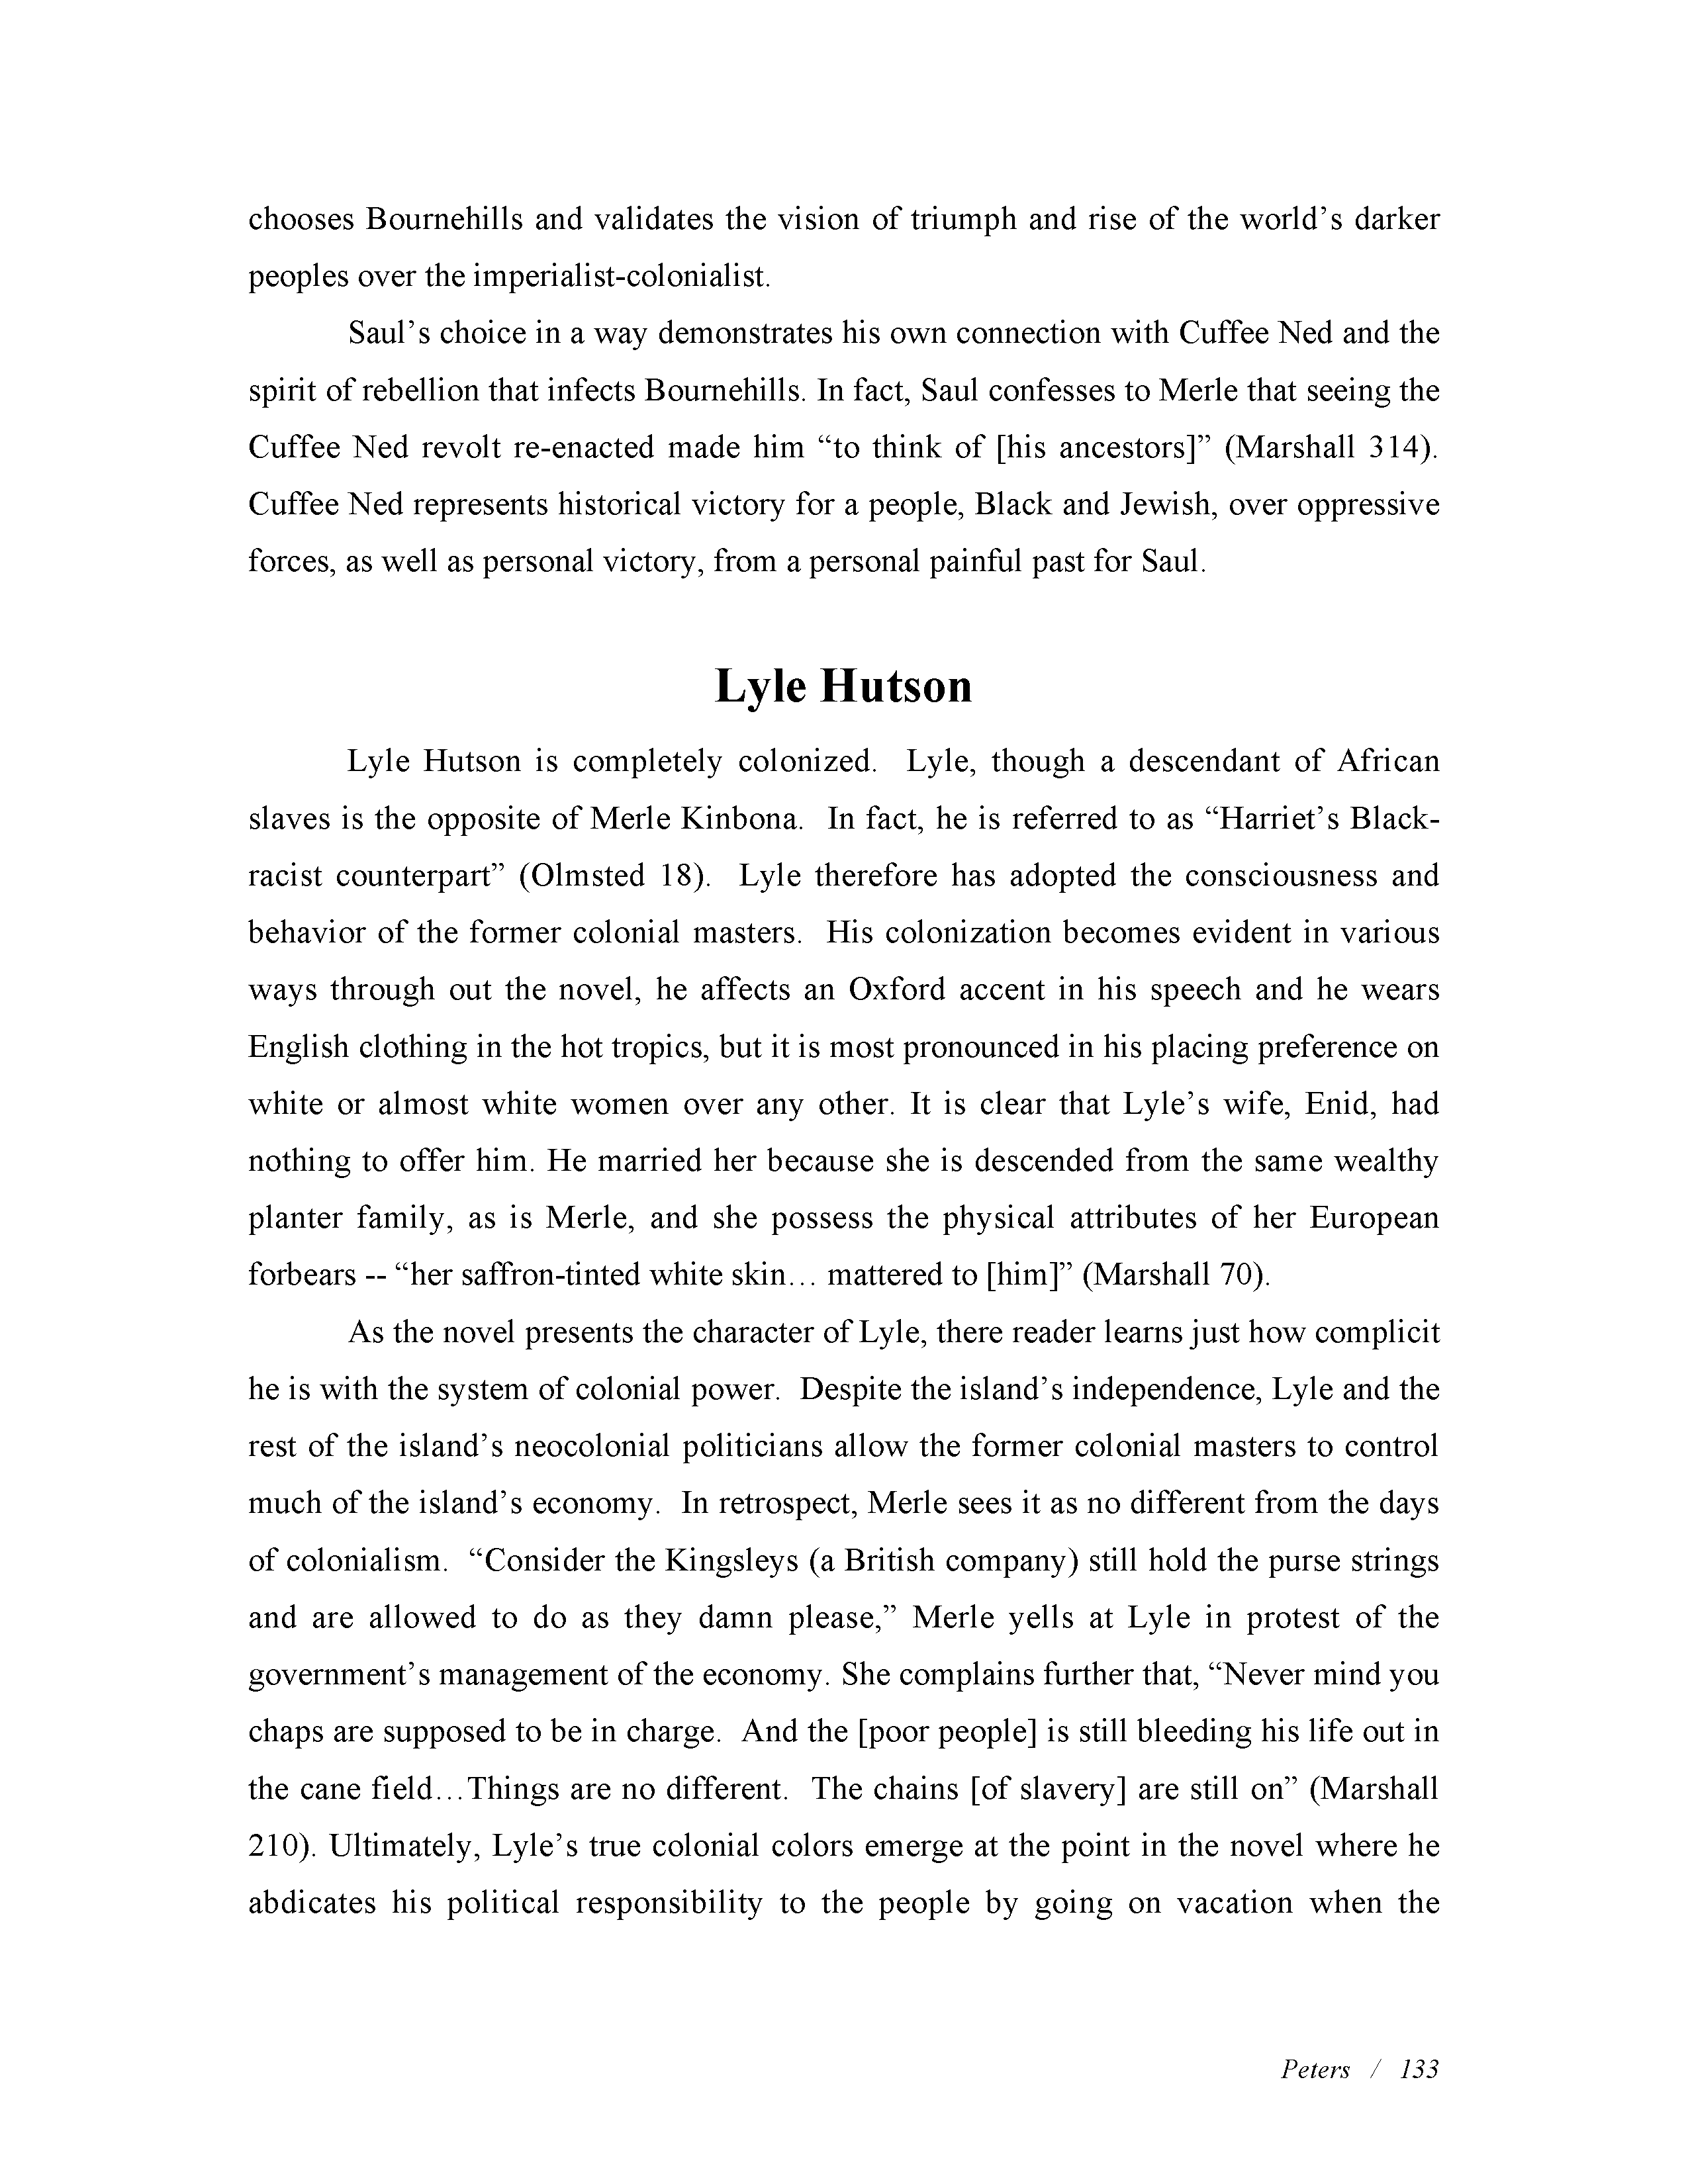 chooses Bournehills and validates the vision of triumph and rise of the world’s darker
peoples over the imperialist-colonialist.
Saul’s choice in a way demonstrates his own connection with Cuffee Ned and the
spirit of rebellion that infects Bournehills. In fact, Saul confesses to Merle that seeing the
Cuffee Ned revolt re-enacted made him “to think of [his ancestors]” (Marshall 314).
Cuffee Ned represents historical victory for a people, Black and Jewish, over oppressive
forces, as well as personal victory, from a personal painful past for Saul.
Lyle Hutson
Lyle Hutson is completely colonized.  Lyle, though a descendant of African
slaves is the opposite of Merle Kinbona.  In fact, he is referred to as “Harriet’s Black-
racist counterpart” (Olmsted 18).  Lyle therefore has adopted the consciousness and
behavior of the former colonial masters.  His colonization becomes evident in various
ways through out the novel, he affects an Oxford accent in his speech and he wears
English clothing in the hot tropics, but it is most pronounced in his placing preference on
white or almost white women over any other. It is clear that Lyle’s wife, Enid, had
nothing to offer him. He married her because she is descended from the same wealthy
planter family, as is Merle, and she possess the physical attributes of her European
forbears -- “her saffron-tinted white skin… mattered to [him]” (Marshall 70).
As the novel presents the character of Lyle, there reader learns just how complicit
he is with the system of colonial power.  Despite the island’s independence, Lyle and the
rest of the island’s neocolonial politicians allow the former colonial masters to control
much of the island’s economy.  In retrospect, Merle sees it as no different from the days
of colonialism.  “Consider the Kingsleys (a British company) still hold the purse strings
and are allowed to do as they damn please,” Merle yells at Lyle in protest of the
government’s management of the economy. She complains further that, “Never mind you
chaps are supposed to be in charge.  And the [poor people] is still bleeding his life out in
the cane field…Things are no different.  The chains [of slavery] are still on” (Marshall
210). Ultimately, Lyle’s true colonial colors emerge at the point in the novel where he
abdicates his political responsibility to the people by going on vacation when the
Peters / 133